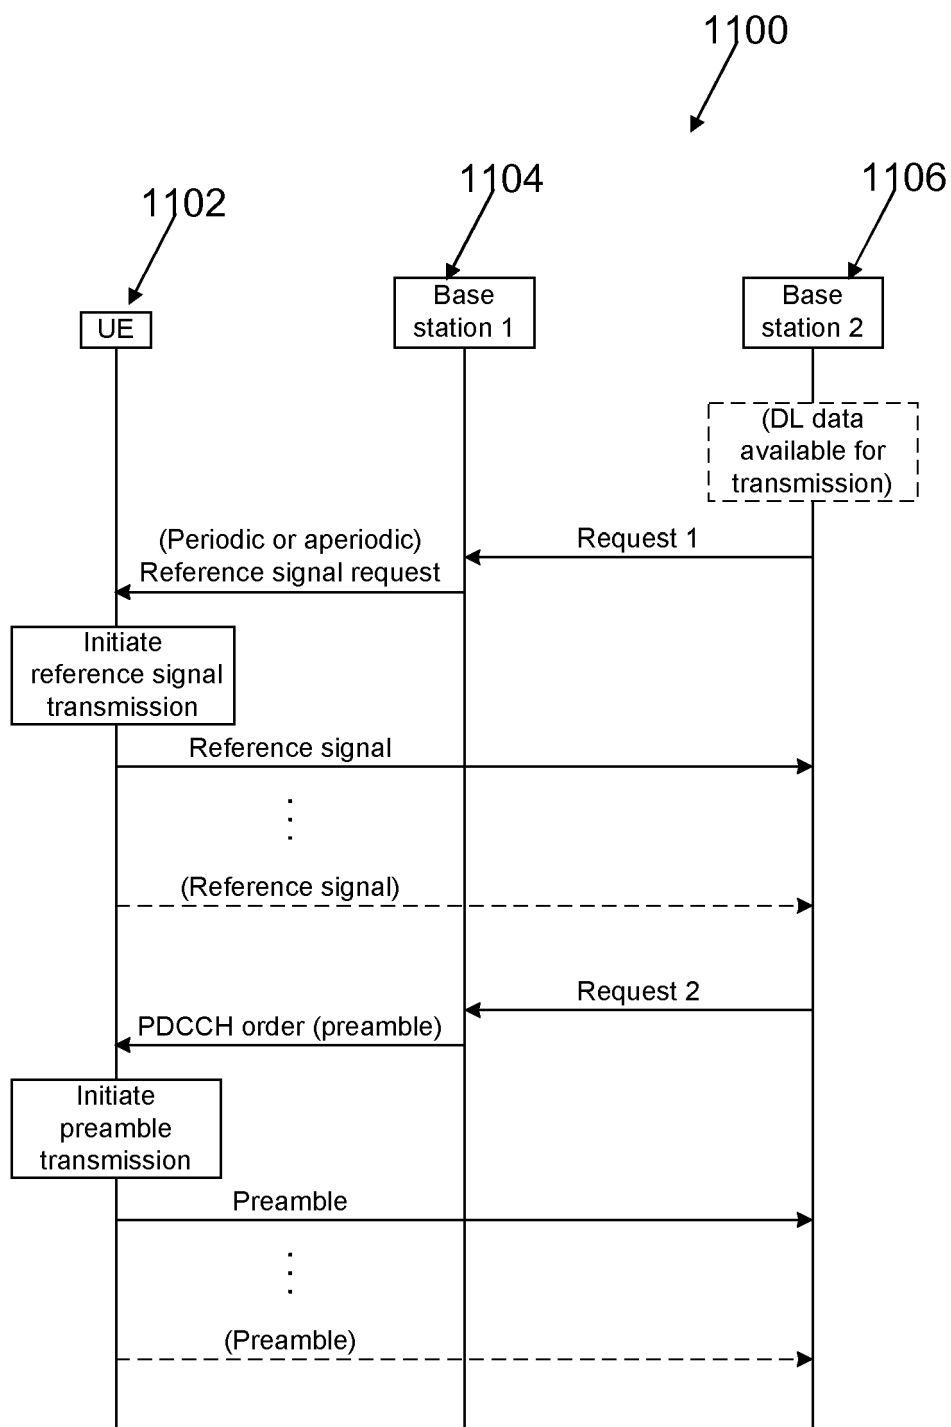 1100
1102
1104
1106
UE
Base
station 1
Base
station 2
(DL data
available for
transmission)
Request 1
(Periodic or aperiodic)
Reference signal request
Initiate
reference signal
transmission
Reference signal
(Reference signal)
Request 2
PDCCH order (preamble)
Initiate
preamble
transmission
Preamble
(Preamble)